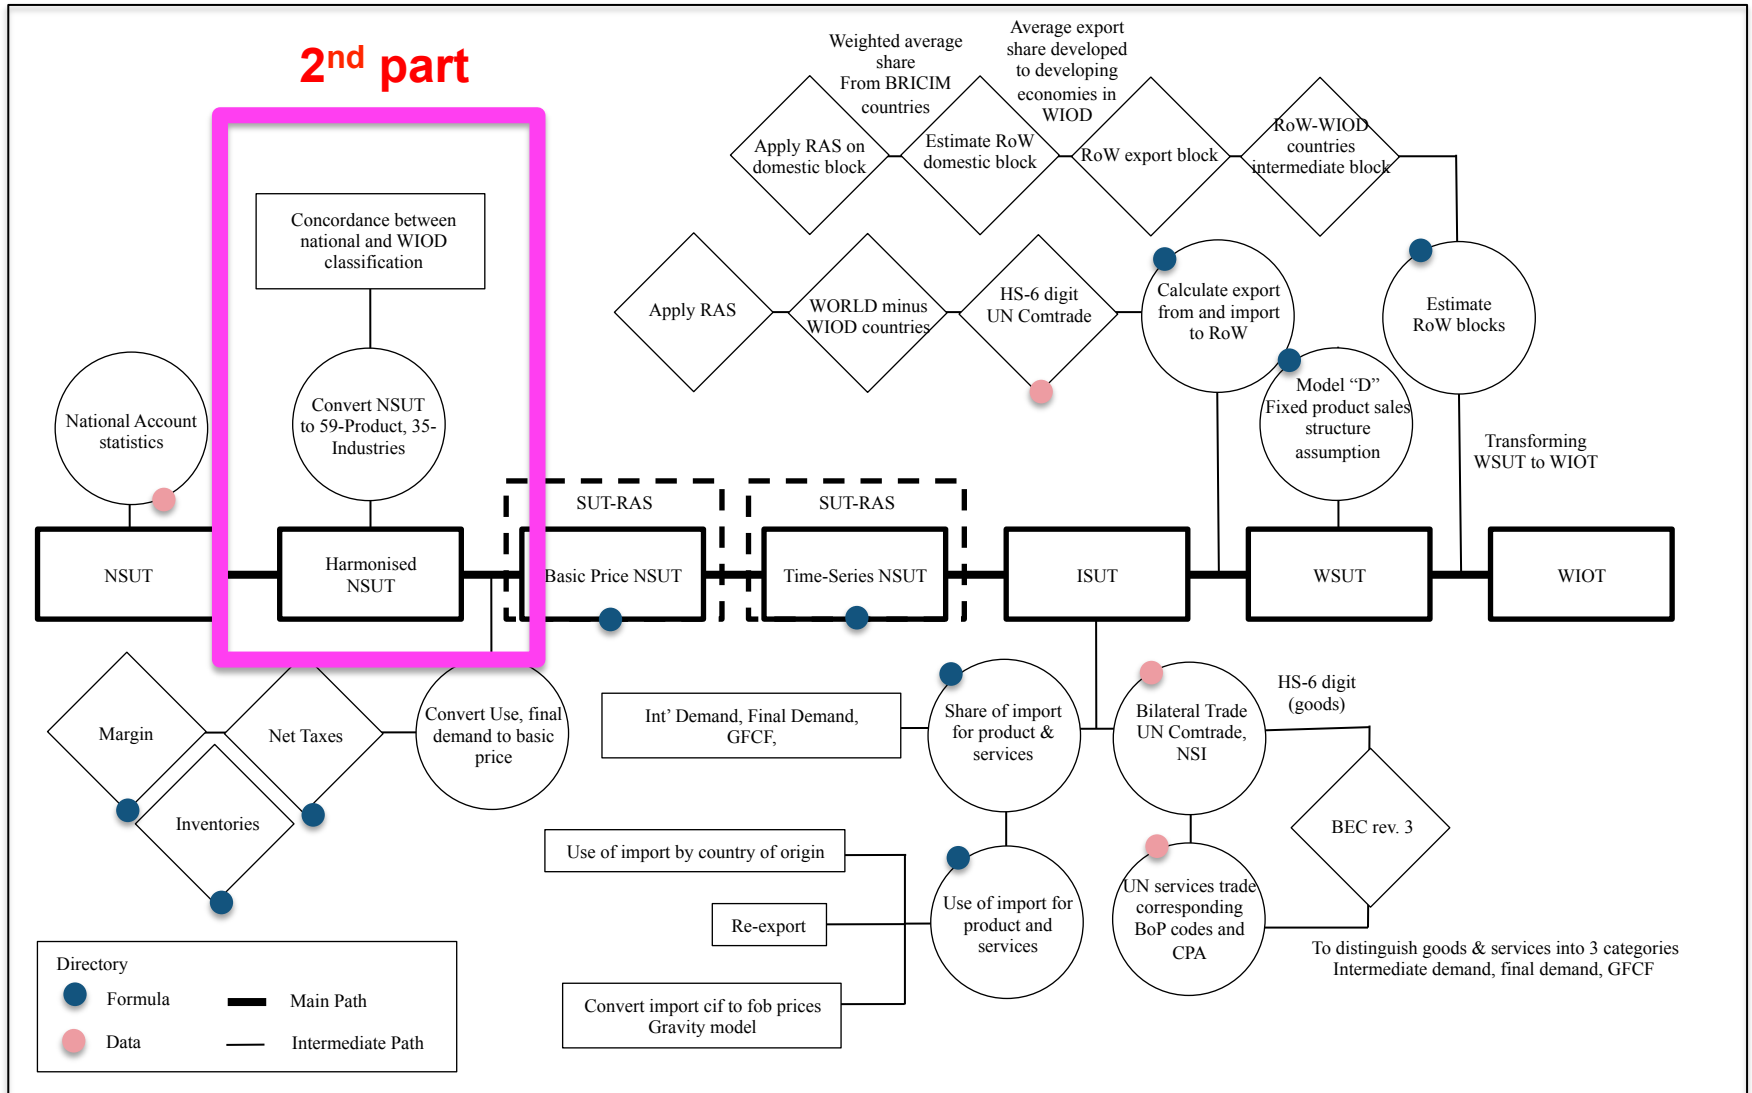 2nd part
Weighted average
share
From BRICIM
countries
Average export
share developed
to developing
economies in
WIOD
Apply RAS on
domestic block
Estimate RoW
domestic block
RoW export block
RoW-WIOD
countries
intermediate block
Concordance between
national and WIOD
classification
Apply RAS
WORLD minus
WIOD countries
HS-6 digit
UN Comtrade
Calculate export
from and import
to RoW
Estimate
RoW blocks
National Account
statistics
Convert NSUT
to 59-Product, 35-
Industries
Model “D”
Fixed product sales
structure
assumption
Transforming
WSUT to WIOT
SUT-RAS
SUT-RAS
NSUT
Harmonised
NSUT
Basic Price NSUT
Time-Series NSUT
ISUT
WSUT
WIOT
Margin
Net Taxes
Inventories
Convert Use, final
demand to basic
price
Int’ Demand, Final Demand,
GFCF,
Share of import
for product &
services
Bilateral Trade
UN Comtrade,
NSI
HS-6 digit
(goods)
BEC rev. 3
Use of import by country of origin
Re-export
Convert import cif to fob prices
Gravity model
Use of import for
product and
services
UN services trade
corresponding
BoP codes and
CPA
To distinguish goods & services into 3 categories
Intermediate demand, final demand, GFCF
Directory
Formula
Main Path
Data
Intermediate Path